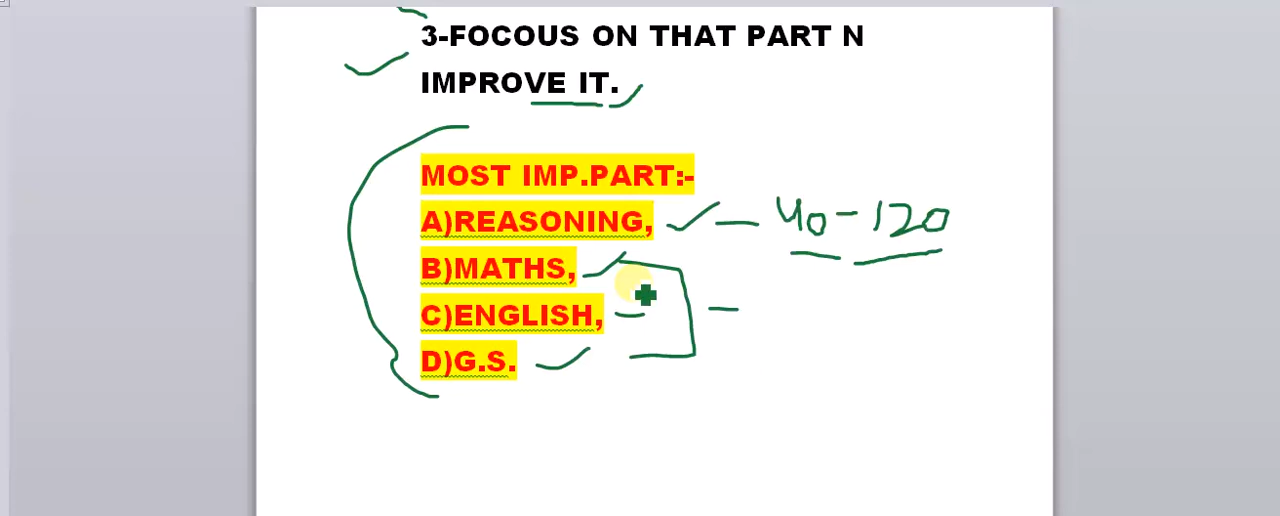 3-FOCOUS ON THAT PART N
IMPROVE IT.
MOST IMP.PART:-
A)REASONING, — 40-120
B)MATHS,
C)ENGLISH,
D)G.S.